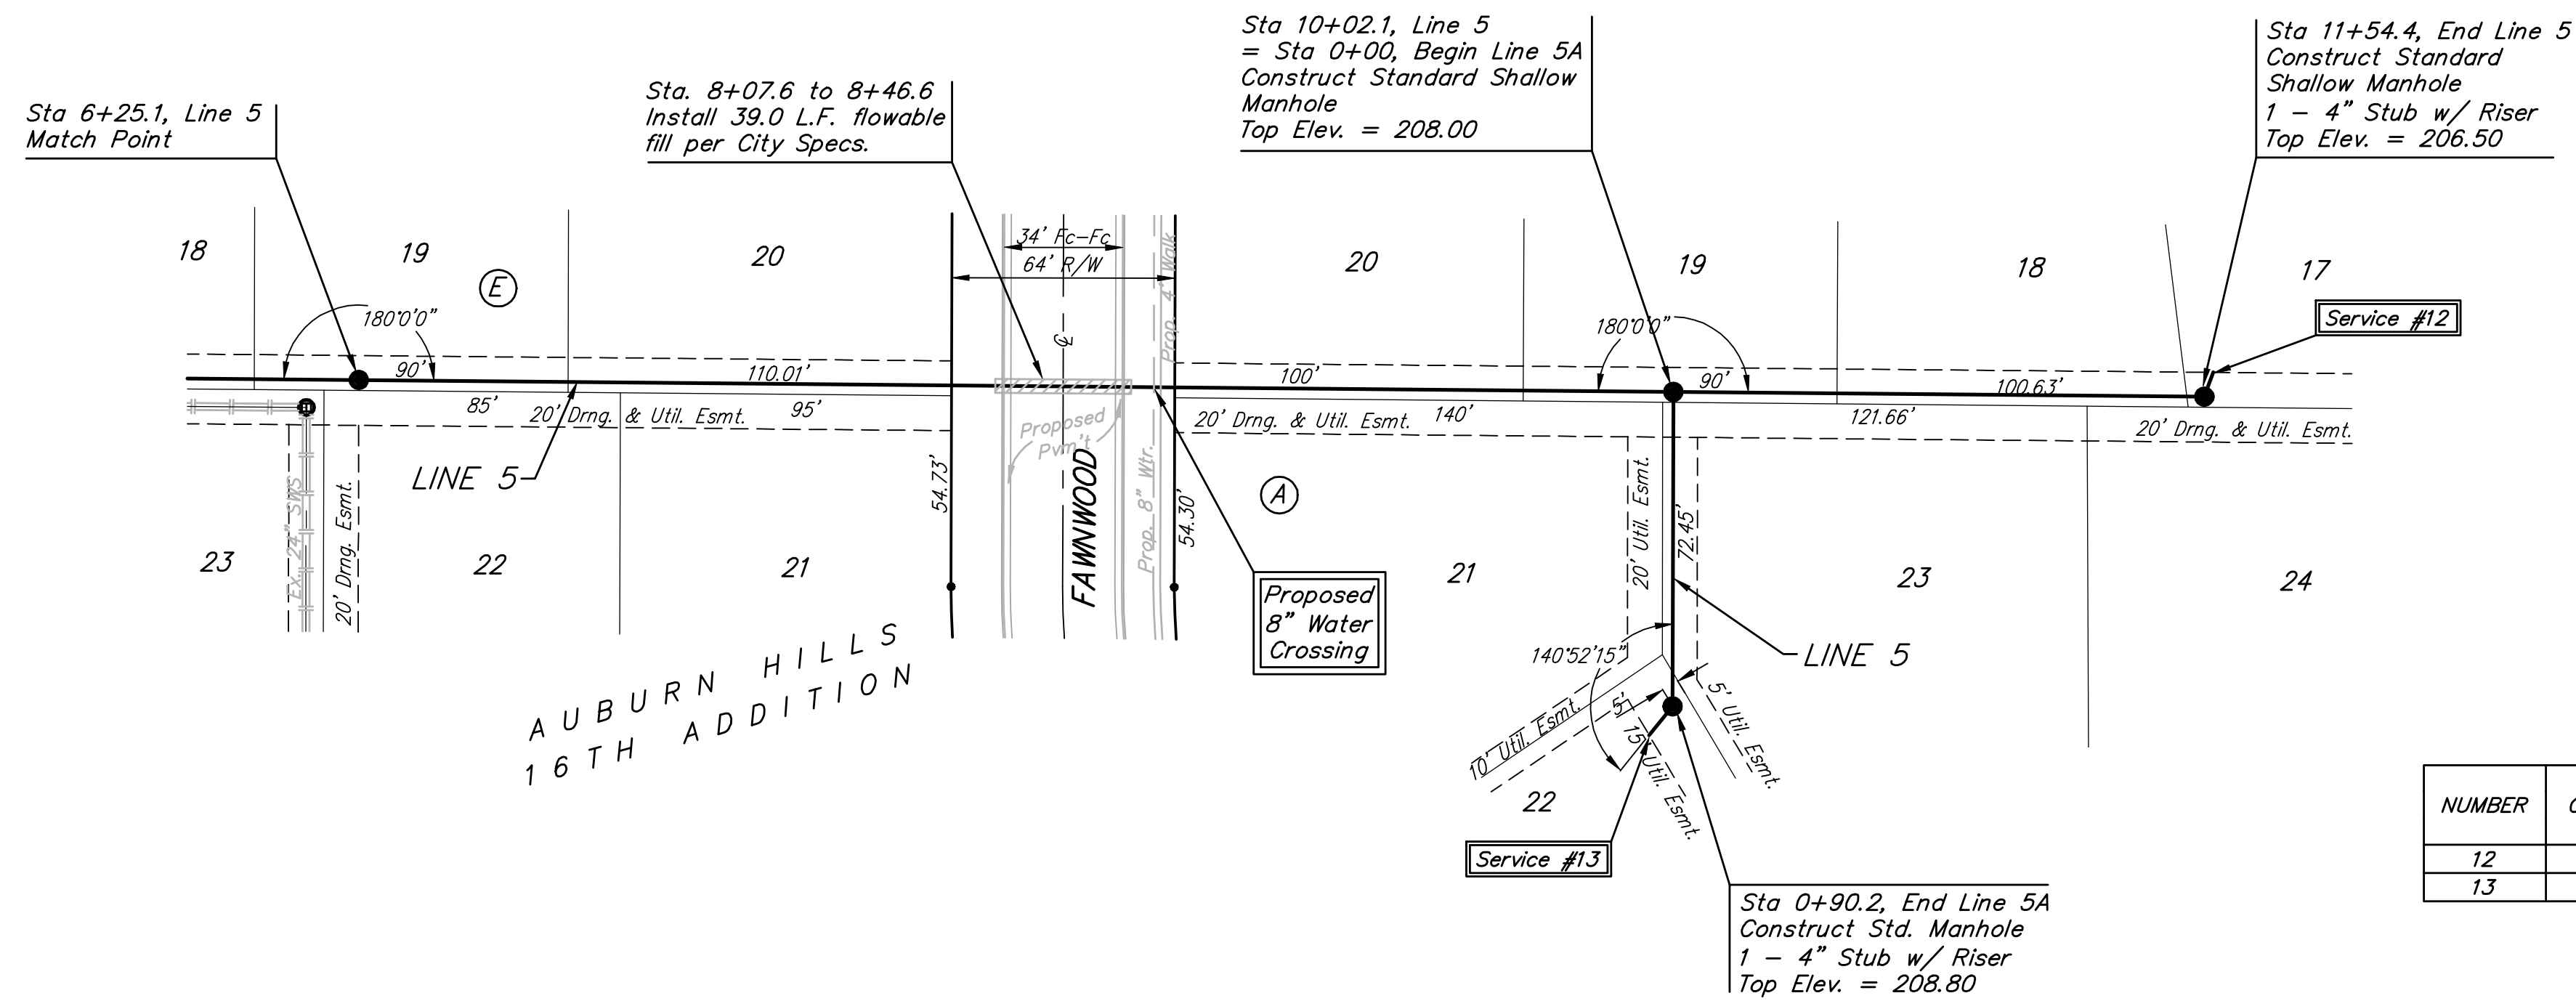 Sta 6+25.1, Line 5
Match Point
Sta. 8+07.6 to 8+46.6
Install 39.0 L.F. flowable
fill per City Specs.
Sta 10+02.1, Line 5
= Sta 0+00, Begin Line 5A
Construct Standard Shallow
Manhole
Top Elev. = 208.00
Sta 11+54.4, End Line 5
Construct Standard
Shallow Manhole
1 - 4" Stub w/ Riser
Top Elev. = 206.50
18
19
E
20
34' Fc-Fc
64' R/W
Prop. 4' Walk
20
19
18
17
Service #12
180°0'0"
90'
110.01'
℄
100'
180°0'0"
90'
100.63'
85'
20' Drng. & Util. Esmt.
95'
Proposed
Pvm't
20' Drng. & Util. Esmt.
140'
121.66'
20' Drng. & Util. Esmt.
LINE 5
54.73'
FAWNWOOD
Prop. 8" Wtr.
54.30'
A
Ex. 24" SWS
20' Drng. Esmt.
20' Util. Esmt.
72.45'
23
22
21
21
23
24
Proposed
8" Water
Crossing
LINE 5
140°52'15"
AUBURN HILLS
16TH ADDITION
10' Util. Esmt.
5'
15' Util. Esmt.
5' Util. Esmt.
22
Service #13
Sta 0+90.2, End Line 5A
Construct Std. Manhole
1 - 4" Stub w/ Riser
Top Elev. = 208.80
NUMBER
12
13